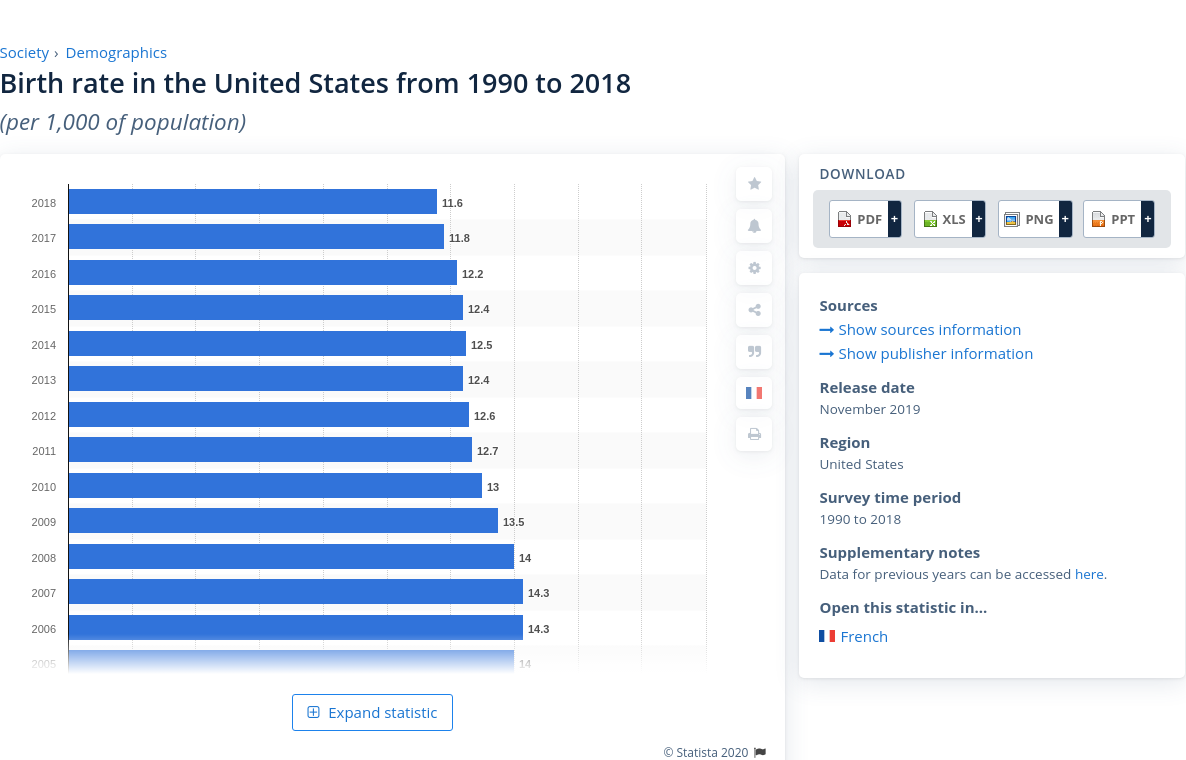 Society › Demographics
Birth rate in the United States from 1990 to 2018
(per 1,000 of population)
2018 11.6
2017 11.8
2016 12.2
2015 12.4
2014 12.5
2013 12.4
2012 12.6
2011 12.7
2010 13
2009 13.5
2008 14
2007 14.3
2006 14.3
2005 14
Expand statistic
© Statista 2020
DOWNLOAD
PDF + XLS + PNG + PPT +
Sources
Show sources information
Show publisher information
Release date
November 2019
Region
United States
Survey time period
1990 to 2018
Supplementary notes
Data for previous years can be accessed here.
Open this statistic in...
French